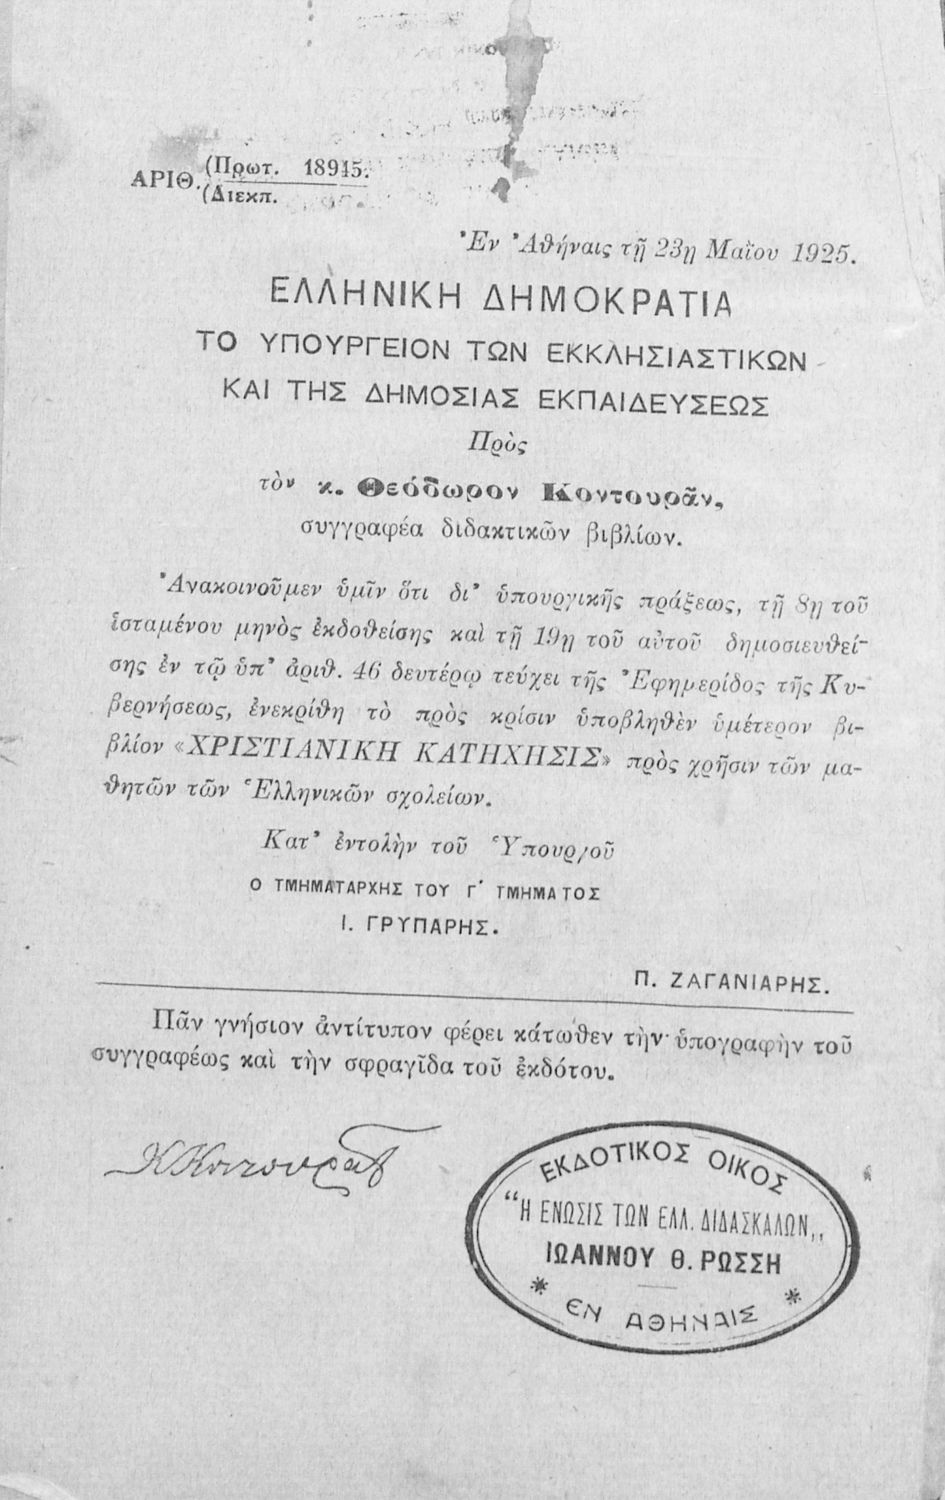 ΑΡΙΘ. (Πρωτ. 18915.
(Διεκπ.
Ἐν Ἀθήναις τῇ 23ῃ Μαΐου 1925.
ΕΛΛΗΝΙΚΗ ΔΗΜΟΚΡΑΤΙΑ
ΤΟ ΥΠΟΥΡΓΕΙΟΝ ΤΩΝ ΕΚΚΛΗΣΙΑΣΤΙΚΩΝ
ΚΑΙ ΤΗΣ ΔΗΜΟΣΙΑΣ ΕΚΠΑΙΔΕΥΣΕΩΣ
Πρὸς
τὸν κ. Θεόδωρον Κοντουρᾶν,
συγγραφέα διδακτικῶν βιβλίων.
Ἀνακοινοῦμεν ὑμῖν ὅτι δι' ὑπουργικῆς πράξεως, τῇ 8ῃ τοῦ
ἱσταμένου μηνὸς ἐκδοθείσης καὶ τῇ 19ῃ τοῦ αὐτοῦ δημοσιευθεί-
σης ἐν τῷ ὑπ' ἀριθ. 46 δευτέρῳ τεύχει τῆς Ἐφημερίδος τῆς Κυ-
βερνήσεως, ἐνεκρίθη τὸ πρὸς κρίσιν ὑποβληθὲν ὑμέτερον βι-
βλίον «ΧΡΙΣΤΙΑΝΙΚΗ ΚΑΤΗΧΗΣΙΣ» πρὸς χρῆσιν τῶν μα-
θητῶν τῶν Ἑλληνικῶν σχολείων.
Κατ' ἐντολὴν τοῦ Ὑπουργοῦ
Ο ΤΜΗΜΑΤΑΡΧΗΣ ΤΟΥ Γ' ΤΜΗΜΑΤΟΣ
Ι. ΓΡΥΠΑΡΗΣ.
Π. ΖΑΓΑΝΙΑΡΗΣ.
Πᾶν γνήσιον ἀντίτυπον φέρει κάτωθεν τὴν ὑπογραφὴν τοῦ
συγγραφέως καὶ τὴν σφραγῖδα τοῦ ἐκδότου.
ΕΚΔΟΤΙΚΟΣ ΟΙΚΟΣ
“Η ΕΝΩΣΙΣ ΤΩΝ ΕΛΛ. ΔΙΔΑΣΚΑΛΩΝ,,
ΙΩΑΝΝΟΥ Θ. ΡΩΣΣΗ
* ΕΝ ΑΘΗΝΑΙΣ *